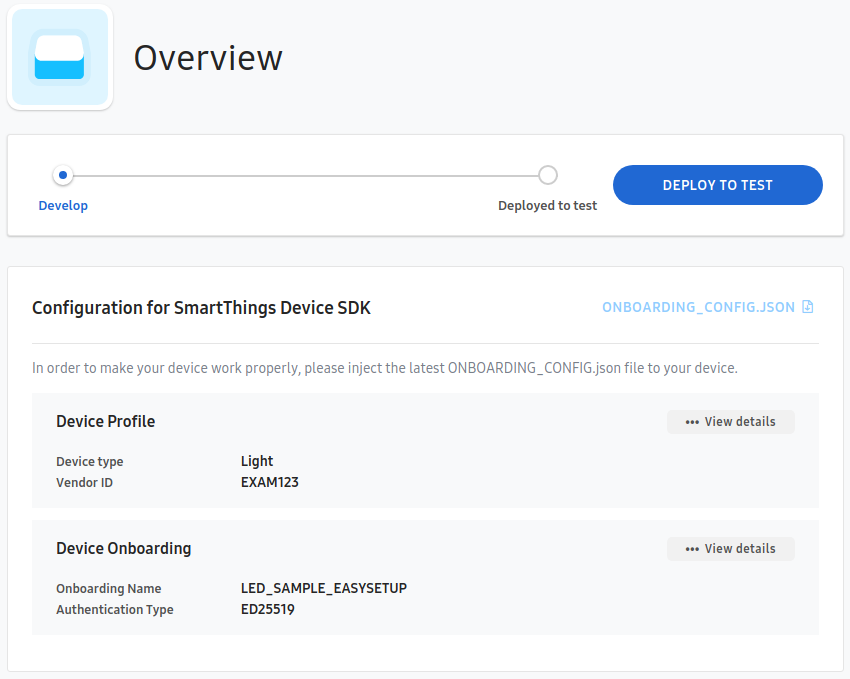 Overview
Develop
Deployed to test
DEPLOY TO TEST
Configuration for SmartThings Device SDK
ONBOARDING_CONFIG.JSON
In order to make your device work properly, please inject the latest ONBOARDING_CONFIG.json file to your device.
Device Profile
••• View details
Device type Light
Vendor ID EXAM123
Device Onboarding
••• View details
Onboarding Name LED_SAMPLE_EASYSETUP
Authentication Type ED25519